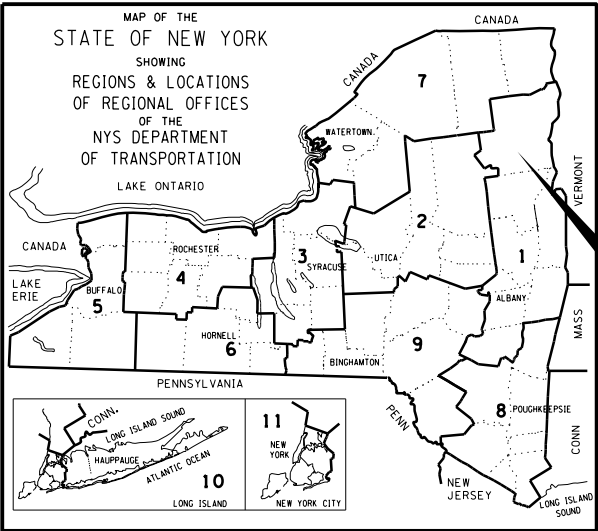 MAP OF THE
STATE OF NEW YORK
SHOWING
REGIONS & LOCATIONS
OF REGIONAL OFFICES
OF THE
NYS DEPARTMENT
OF TRANSPORTATION
CANADA
CANADA
7
WATERTOWN
LAKE ONTARIO
VERMONT
2
CANADA
ROCHESTER
3
SYRACUSE
UTICA
1
LAKE
ERIE
BUFFALO
5
4
ALBANY
MASS
HORNELL
6
9
BINGHAMTON
PENNSYLVANIA
PENN
8
POUGHKEEPSIE
CONN
NEW
JERSEY
LONG ISLAND
SOUND
CONN.
LONG ISLAND SOUND
HAUPPAUGE
ATLANTIC OCEAN
10
LONG ISLAND
11
NEW
YORK
NEW YORK CITY